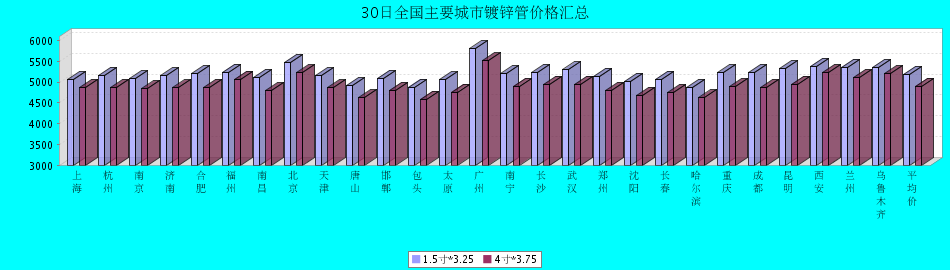 30日全国主要城市镀锌管价格汇总
6000
5500
5000
4500
4000
3500
3000
上海
杭州
南京
济南
合肥
福州
南昌
北京
天津
唐山
邯郸
包头
太原
广州
南宁
长沙
武汉
郑州
沈阳
长春
哈尔滨
重庆
成都
昆明
西安
兰州
乌鲁木齐
平均价
1.5寸*3.25 4寸*3.75